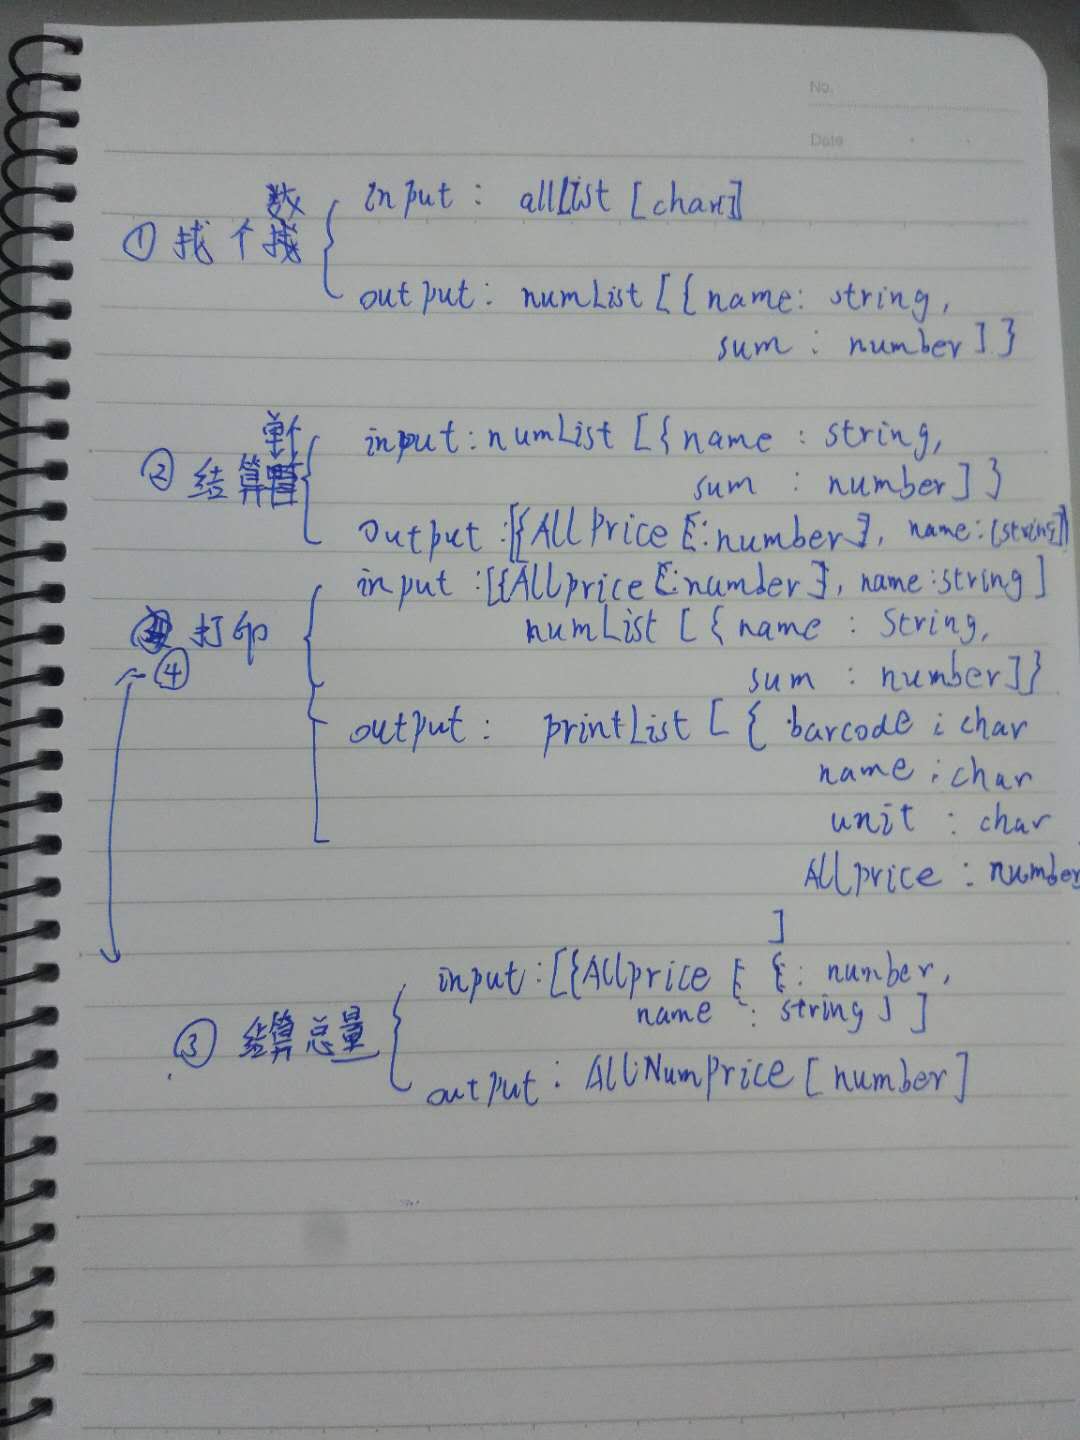 No.
Date
数
① 找个
input : allList [char]
output : numList [{ name : string,
sum : number ] }
单个
② 结算
input : numList [{ name : string,
sum : number ] }
output : [{ AllPrice [: number ], name : [string]]
input : [{ Allprice [: number ], name : string ]
④ 打印
numList [ { name : String,
sum : number ] }
output : printList [ { barcode : char
name : char
unit : char
Allprice : number
]
input : [{ Allprice [ { : number,
name : string ] ]
③ 结算总量
output : AllNumPrice [ number ]